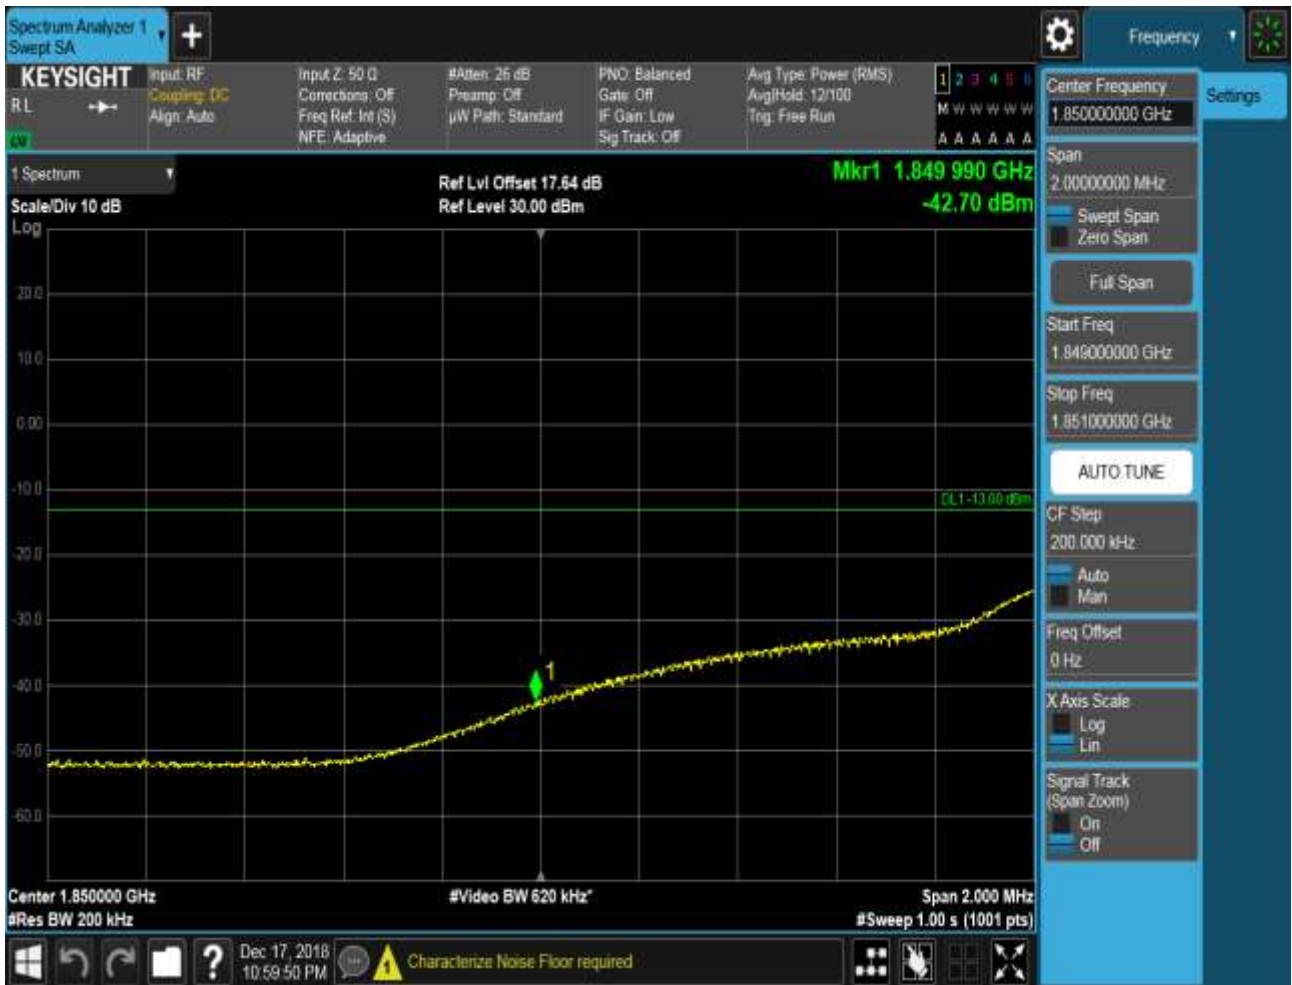 Spectrum Analyzer 1
Swept SA
+
Frequency
KEYSIGHT
RL
Input: RF
Coupling: DC
Align: Auto
Input Z: 50 Ω
Corrections: Off
Freq Ref: Int (S)
NFE: Adaptive
#Atten: 26 dB
Preamp: Off
µW Path: Standard
PNO: Balanced
Gate: Off
IF Gain: Low
Sig Track: Off
Avg Type: Power (RMS)
Avg|Hold: 12/100
Trig: Free Run
1 2 3 4 5 6
M W W W W W
A A A A A A
1 Spectrum
Scale/Div 10 dB
Log
Ref Lvl Offset 17.64 dB
Ref Level 30.00 dBm
Mkr1 1.849 990 GHz
-42.70 dBm
20.0
10.0
0.00
-10.0
-20.0
-30.0
-40.0
-50.0
-60.0
DL1 -13.00 dBm
1
Center 1.850000 GHz
#Res BW 200 kHz
#Video BW 620 kHz*
Span 2.000 MHz
#Sweep 1.00 s (1001 pts)
Center Frequency
1.850000000 GHz
Settings
Span
2.00000000 MHz
Swept Span
Zero Span
Full Span
Start Freq
1.849000000 GHz
Stop Freq
1.851000000 GHz
AUTO TUNE
CF Step
200.000 kHz
Auto
Man
Freq Offset
0 Hz
X Axis Scale
Log
Lin
Signal Track
(Span Zoom)
On
Off
?
Dec 17, 2018
10:59:50 PM
1
Characterize Noise Floor required